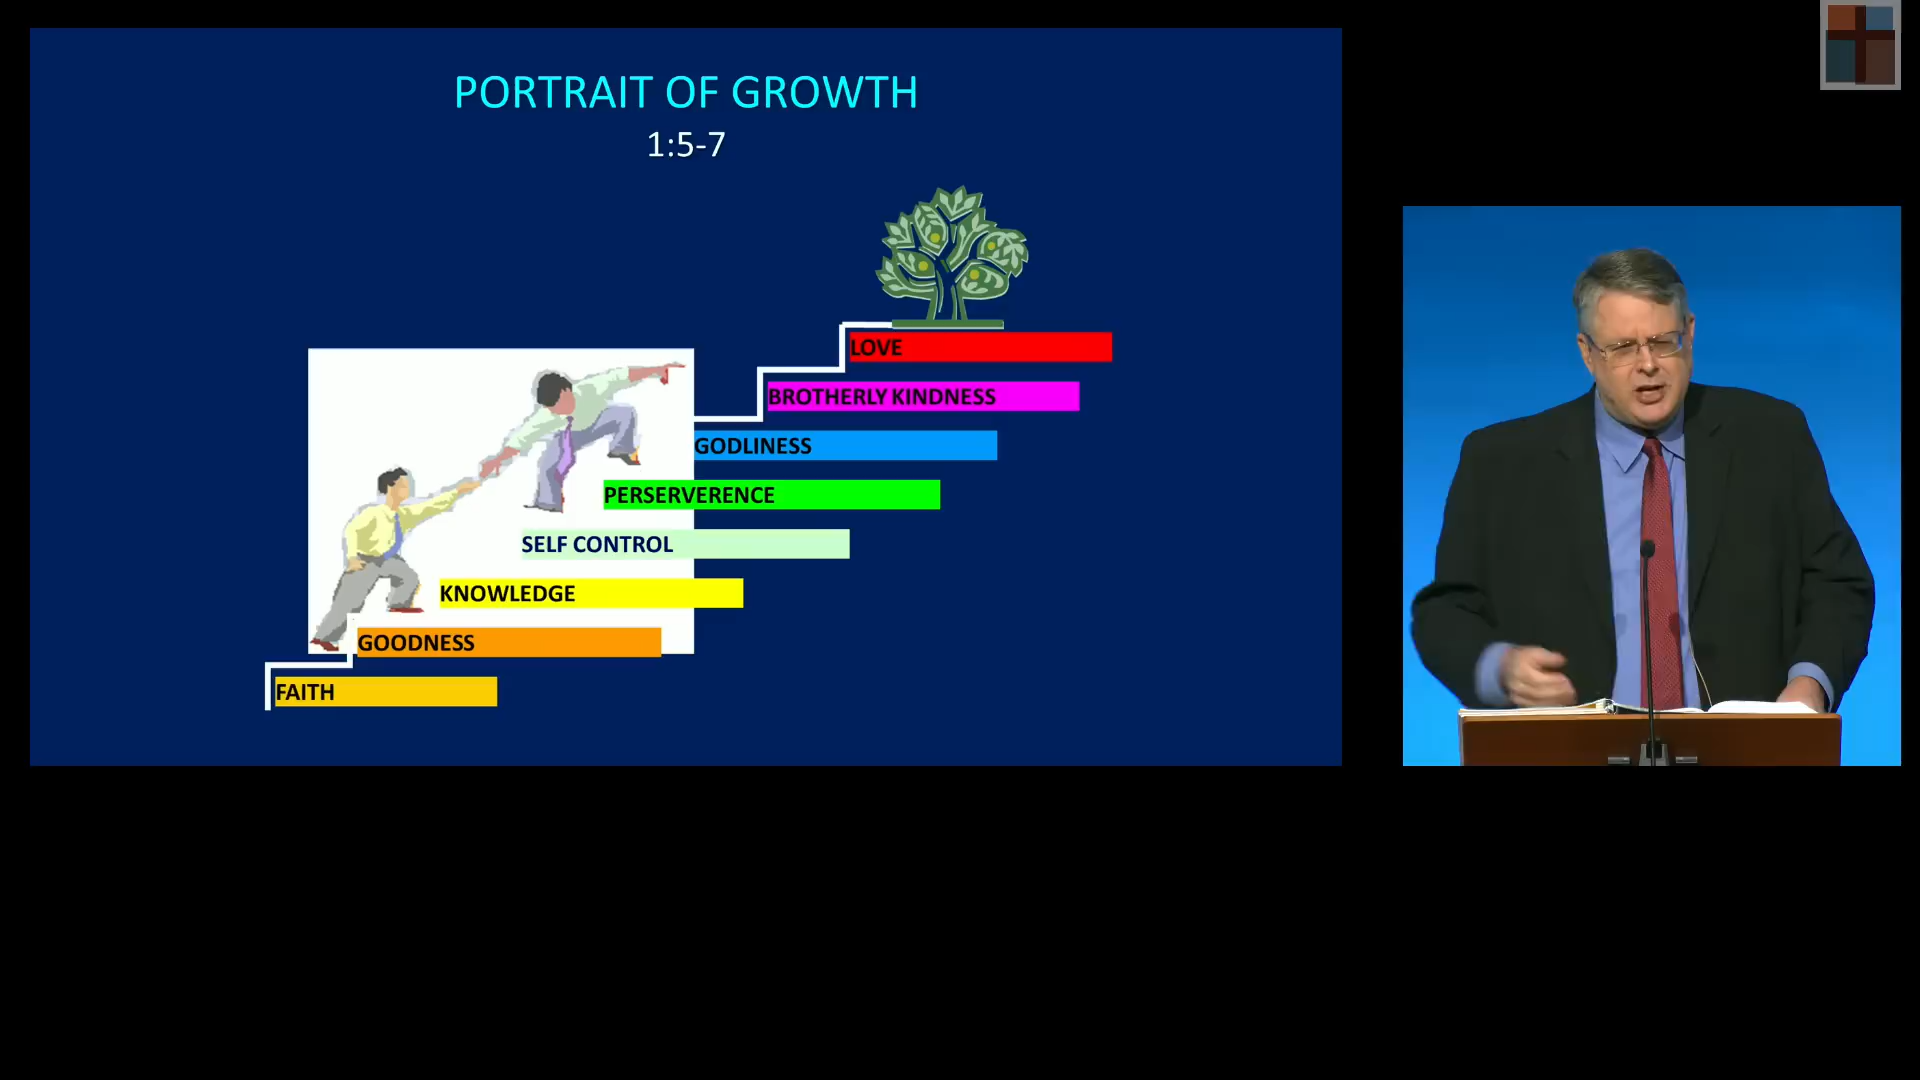 PORTRAIT OF GROWTH
1:5-7
LOVE
BROTHERLY KINDNESS
GODLINESS
PERSERVERENCE
SELF CONTROL
KNOWLEDGE
GOODNESS
FAITH